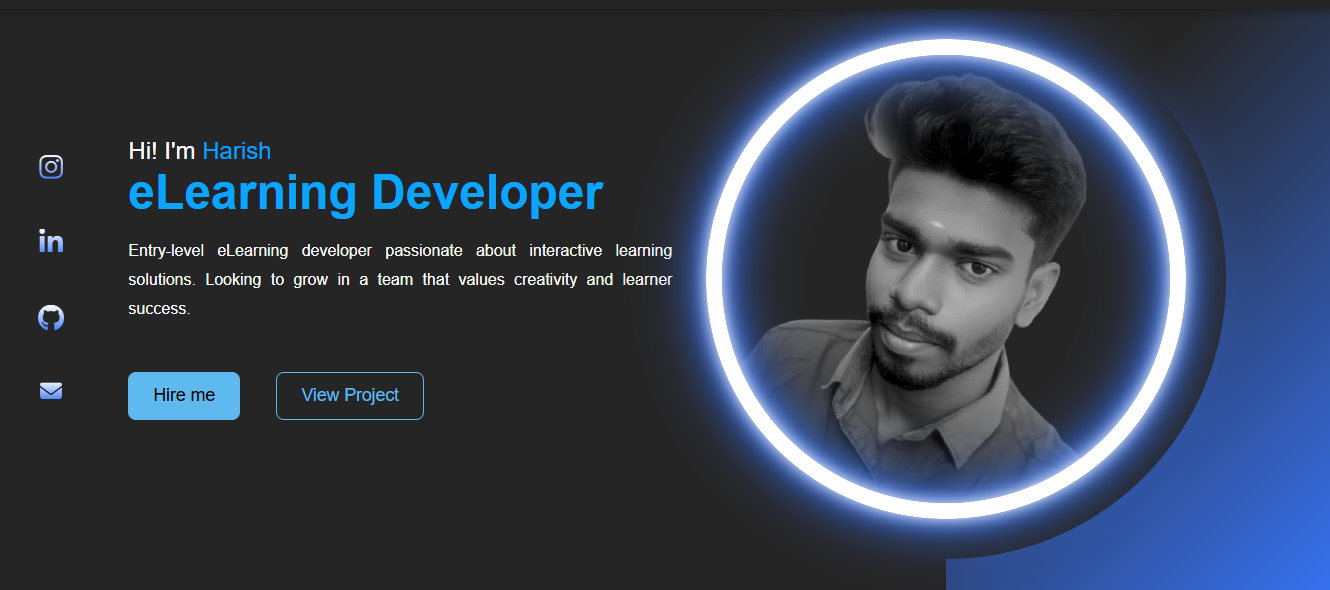 Hi! I'm Harish
eLearning Developer
Entry-level eLearning developer passionate about interactive learning
solutions. Looking to grow in a team that values creativity and learner
success.
Hire me
View Project